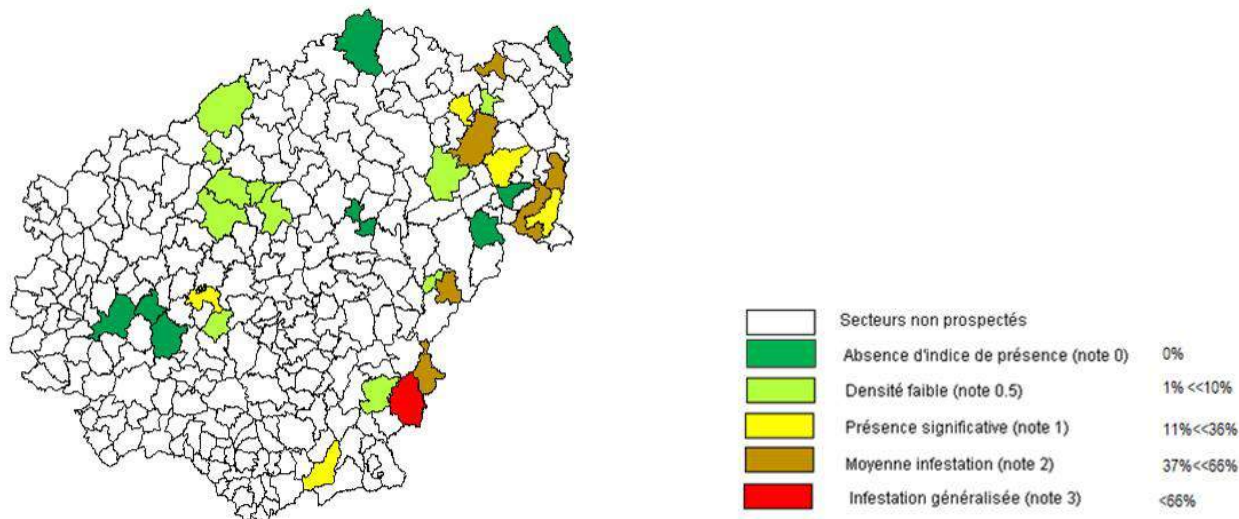 Secteurs non prospectés
Absence d'indice de présence (note 0) 0%
Densité faible (note 0.5) 1% <<10%
Présence significative (note 1) 11%<<36%
Moyenne infestation (note 2) 37%<<66%
Infestation généralisée (note 3) <66%